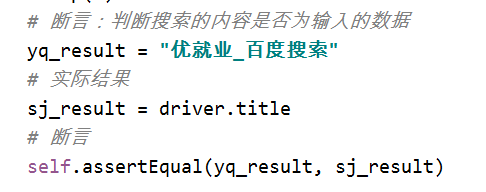 # 断言：判断搜索的内容是否为输入的数据
yq_result = "优就业_百度搜索"
# 实际结果
sj_result = driver.title
# 断言
self.assertEqual(yq_result, sj_result)